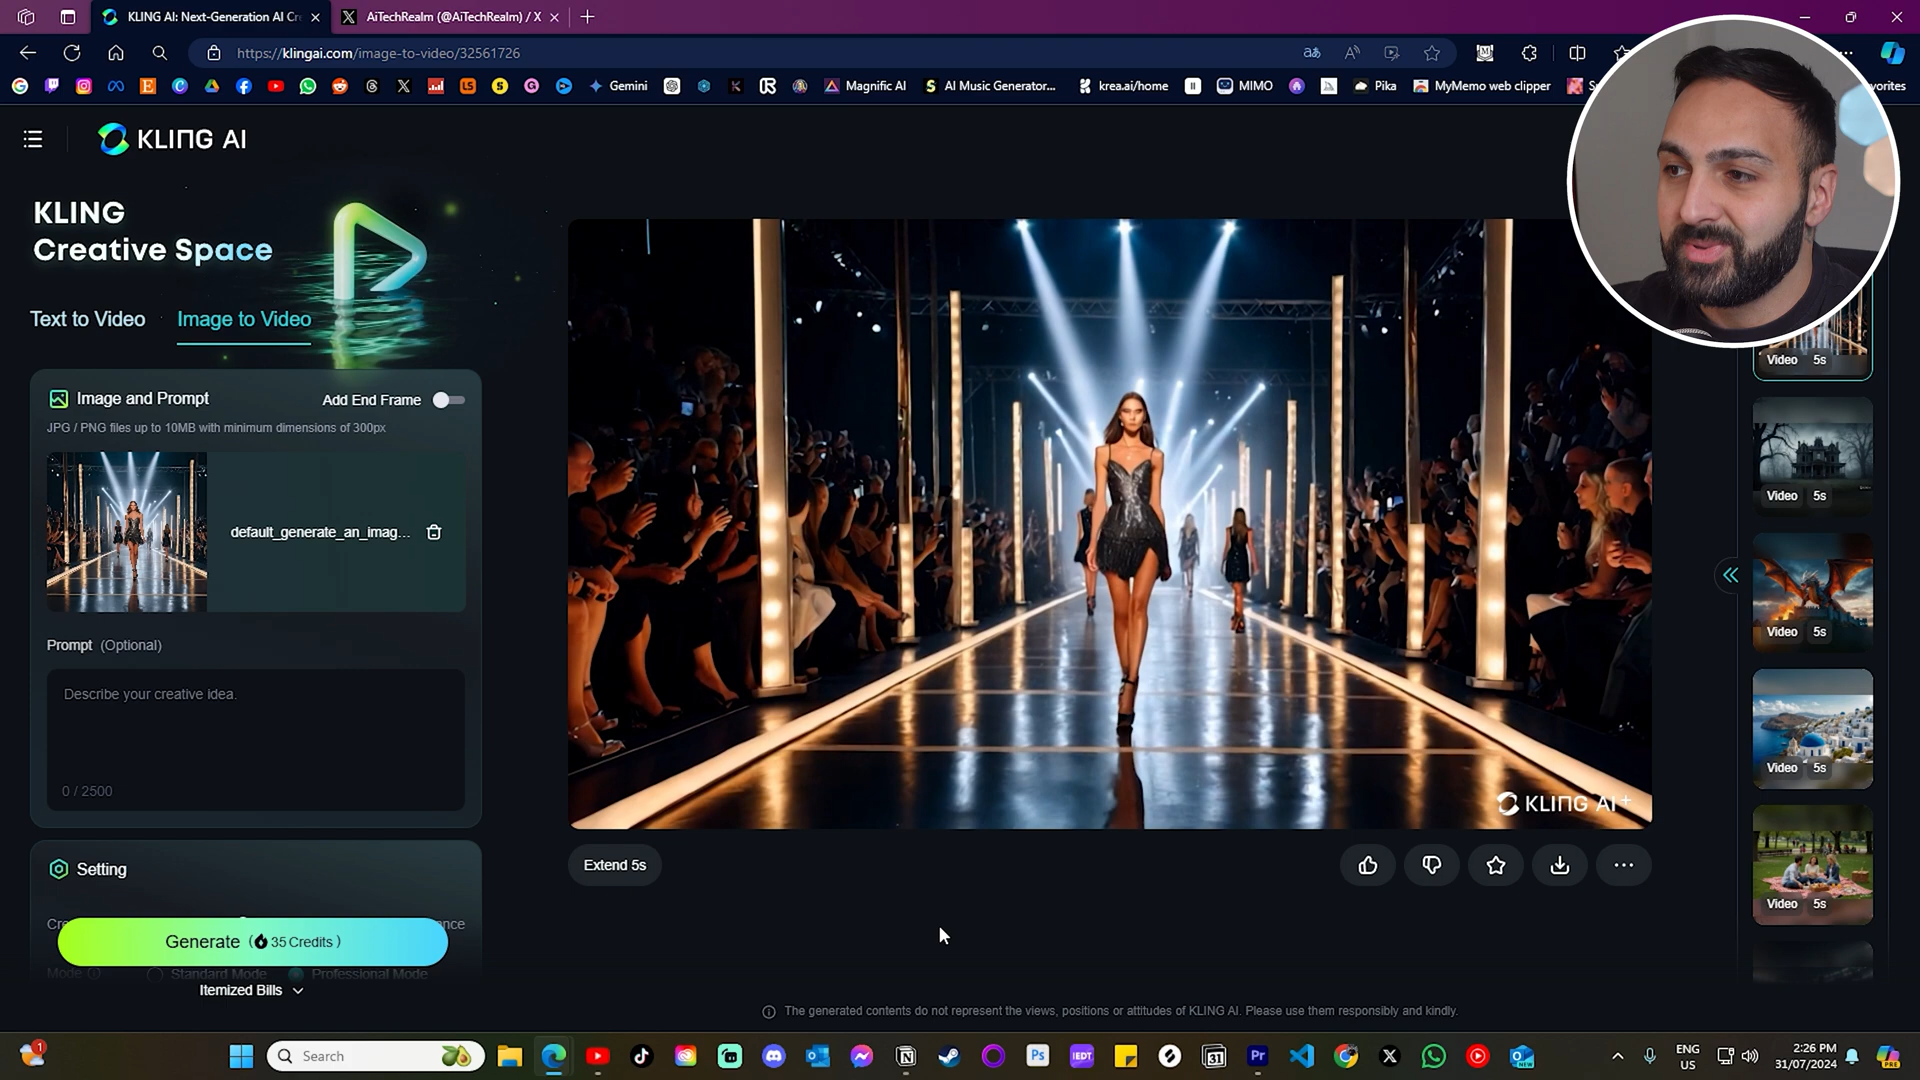 KLING AI: Next-Generation AI Cr
AiTechRealm (@AiTechRealm) / X
https://klingai.com/image-to-video/32561726
Gemini
Magnific AI
AI Music Generator...
krea.ai/home
MIMO
Pika
MyMemo web clipper
KLING AI
KLING
Creative Space
Text to Video
Image to Video
Image and Prompt
Add End Frame
JPG / PNG files up to 10MB with minimum dimensions of 300px
default_generate_an_imag...
Prompt (Optional)
Describe your creative idea.
0 / 2500
Setting
Generate ( 35 Credits )
Mode
Standard Mode
Professional Mode
Itemized Bills
KLING AI+
Extend 5s
Video 5s
Video 5s
Video 5s
Video 5s
Video 5s
The generated contents do not represent the views, positions or attitudes of KLING AI. Please use them responsibly and kindly.
Search
ENG
US
2:26 PM
31/07/2024